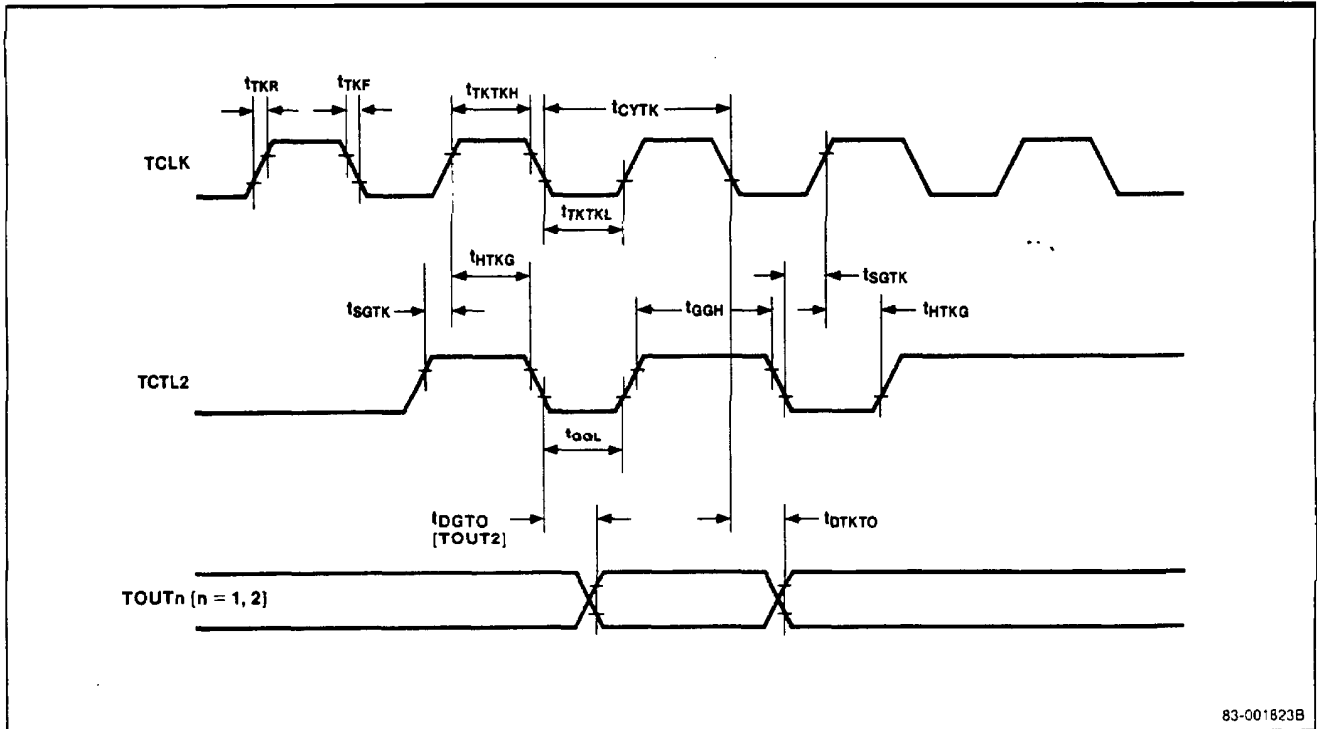 tTKR
tTKF
tTKTKH
tCYTK
TCLK
tTKTKL
tHTKG
tSGTK
tSGTK
tGGH
tHTKG
TCTL2
tGGL
tDGTO
[TOUT2]
tDTKTO
TOUTn [n = 1, 2]
83-001823B